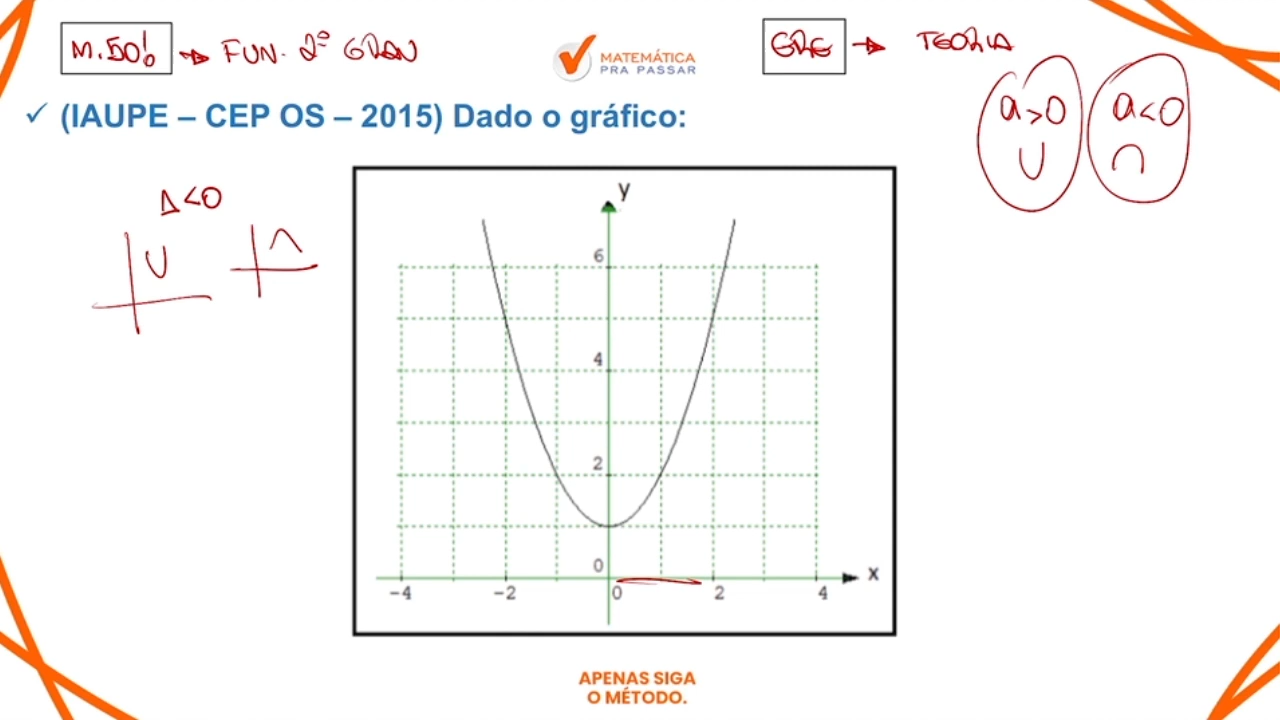 M.50% → FUN. 2º GRAU
MATEMÁTICA
PRA PASSAR
→ TEORIA
✓ (IAUPE – CEP OS – 2015) Dado o gráfico:
a>0
a<0
∪
∩
Δ<0
y
6
4
2
0
-4 -2 0 2 4 x
APENAS SIGA
O MÉTODO.